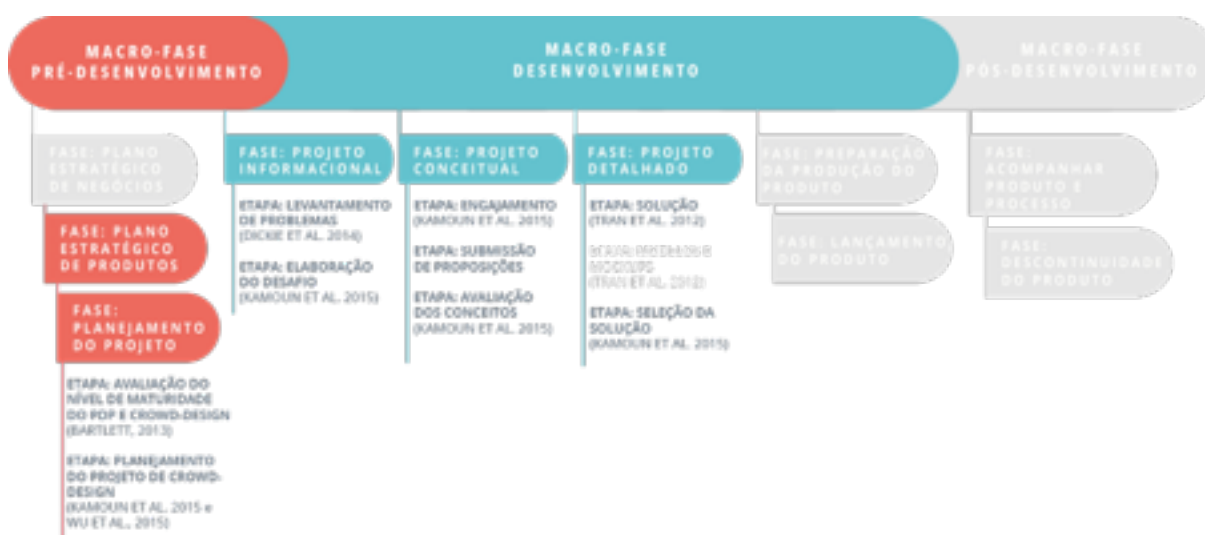 MACRO-FASE
PRÉ-DESENVOLVIMENTO
MACRO-FASE
DESENVOLVIMENTO
MACRO-FASE
PÓS-DESENVOLVIMENTO
FASE: PLANO
ESTRATÉGICO
DE NEGÓCIOS
FASE: PLANO
ESTRATÉGICO
DE PRODUTOS
FASE:
PLANEJAMENTO
DO PROJETO
ETAPA: AVALIAÇÃO DO
NÍVEL DE MATURIDADE
DO PDP E CROWD-DESIGN
(BARTLETT, 2013)
ETAPA: PLANEJAMENTO
DO PROJETO DE CROWD-
DESIGN
(KAMOUN ET AL. 2015 e
WU ET AL., 2015)
FASE: PROJETO
INFORMACIONAL
ETAPA: LEVANTAMENTO
DE PROBLEMAS
(DICKIE ET AL. 2014)
ETAPA: ELABORAÇÃO
DO DESAFIO
(KAMOUN ET AL. 2015)
FASE: PROJETO
CONCEITUAL
ETAPA: ENGAJAMENTO
(KAMOUN ET AL. 2015)
ETAPA: SUBMISSÃO
DE PROPOSIÇÕES
ETAPA: AVALIAÇÃO
DOS CONCEITOS
(KAMOUN ET AL. 2015)
FASE: PROJETO
DETALHADO
ETAPA: SOLUÇÃO
(TRAN ET AL. 2012)
MOCKUPS
(TRAN ET AL. 2012)
ETAPA: SELEÇÃO DA
SOLUÇÃO
(KAMOUN ET AL. 2015)
FASE: PREPARAÇÃO
DA PRODUÇÃO DO
PRODUTO
FASE: LANÇAMENTO
DO PRODUTO
FASE:
ACOMPANHAR
PRODUTO E
PROCESSO
FASE:
DESCONTINUIDADE
DO PRODUTO